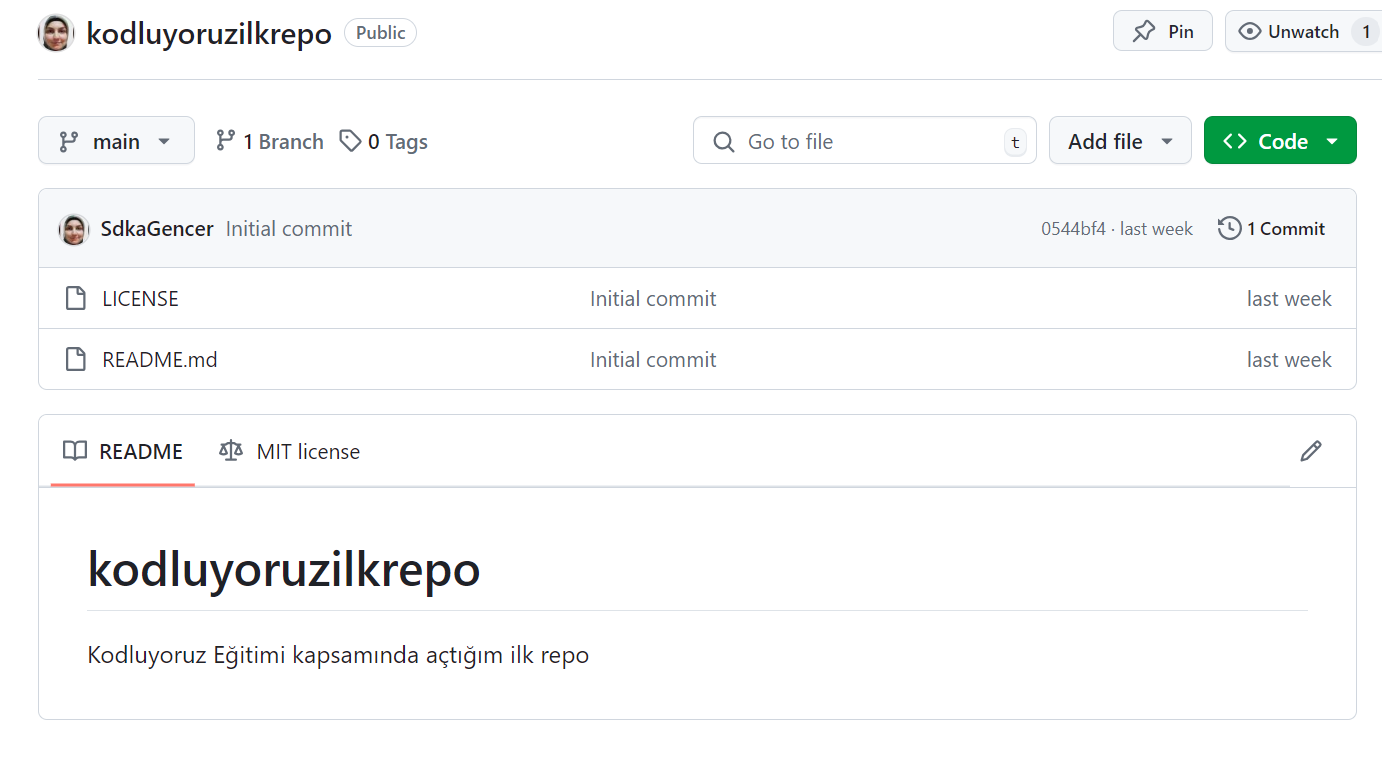 kodluyoruzilkrepo Public Pin Unwatch 1
main 1 Branch 0 Tags Go to file t Add file Code
SdkaGencer Initial commit 0544bf4 · last week 1 Commit
LICENSE Initial commit last week
README.md Initial commit last week
README MIT license
kodluyoruzilkrepo
Kodluyoruz Eğitimi kapsamında açtığım ilk repo